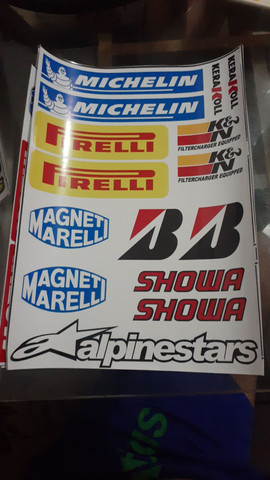 MICHELIN
MICHELIN
KERAKOLL
KERAKOLL
PIRELLI
PIRELLI
K&N
FILTERCHARGER EQUIPPED
K&N
FILTERCHARGER EQUIPPED
MAGNETI
MARELLI
B B
MAGNETI
MARELLI
SHOWA
SHOWA
alpinestars